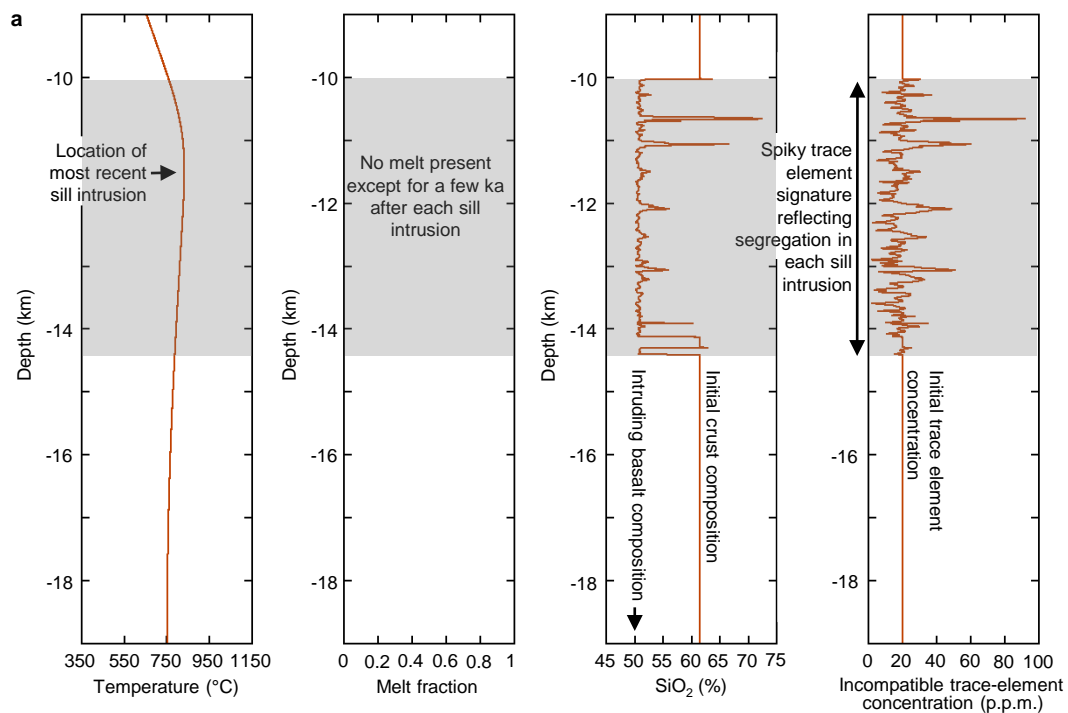 a
Depth (km)
-10
-12
-14
-16
-18
Location of
most recent
sill intrusion
350
550
750
950
1150
Temperature (°C)
Depth (km)
-10
-12
-14
-16
-18
No melt present
except for a few ka
after each sill
intrusion
0
0.2
0.4
0.6
0.8
1
Melt fraction
Depth (km)
-10
-12
-14
-16
-18
Intruding basalt composition
Initial crust composition
45
50
55
60
65
70
75
SiO2 (%)
-10
Spiky trace
element
signature
reflecting
segregation in
each sill
intrusion
-16
-18
Initial trace element
concentration
0
20
40
60
80
100
Incompatible trace-element
concentration (p.p.m.)